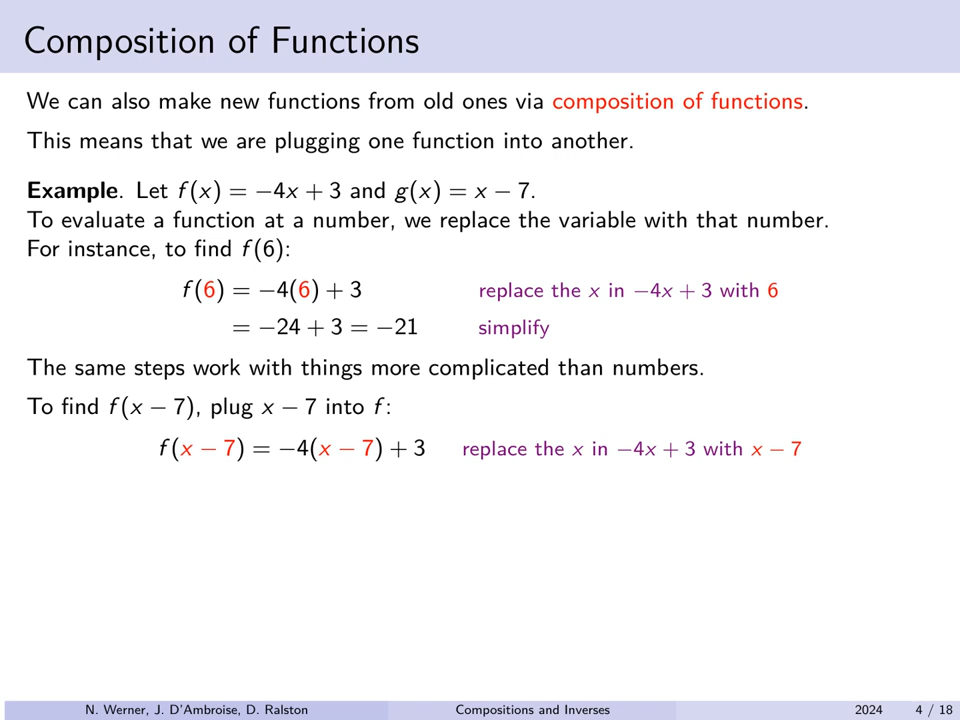 Composition of Functions
We can also make new functions from old ones via composition of functions.
This means that we are plugging one function into another.
Example. Let f(x) = −4x + 3 and g(x) = x − 7.
To evaluate a function at a number, we replace the variable with that number.
For instance, to find f(6):
f(6) = −4(6) + 3 replace the x in −4x + 3 with 6
= −24 + 3 = −21 simplify
The same steps work with things more complicated than numbers.
To find f(x − 7), plug x − 7 into f:
f(x − 7) = −4(x − 7) + 3 replace the x in −4x + 3 with x − 7
N. Werner, J. D'Ambroise, D. Ralston Compositions and Inverses 2024 4 / 18